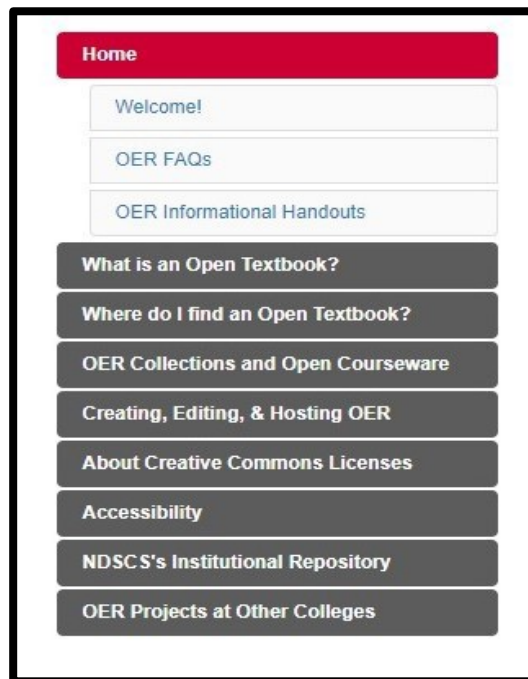 Home
Welcome!
OER FAQs
OER Informational Handouts
What is an Open Textbook?
Where do I find an Open Textbook?
OER Collections and Open Courseware
Creating, Editing, & Hosting OER
About Creative Commons Licenses
Accessibility
NDSCS's Institutional Repository
OER Projects at Other Colleges